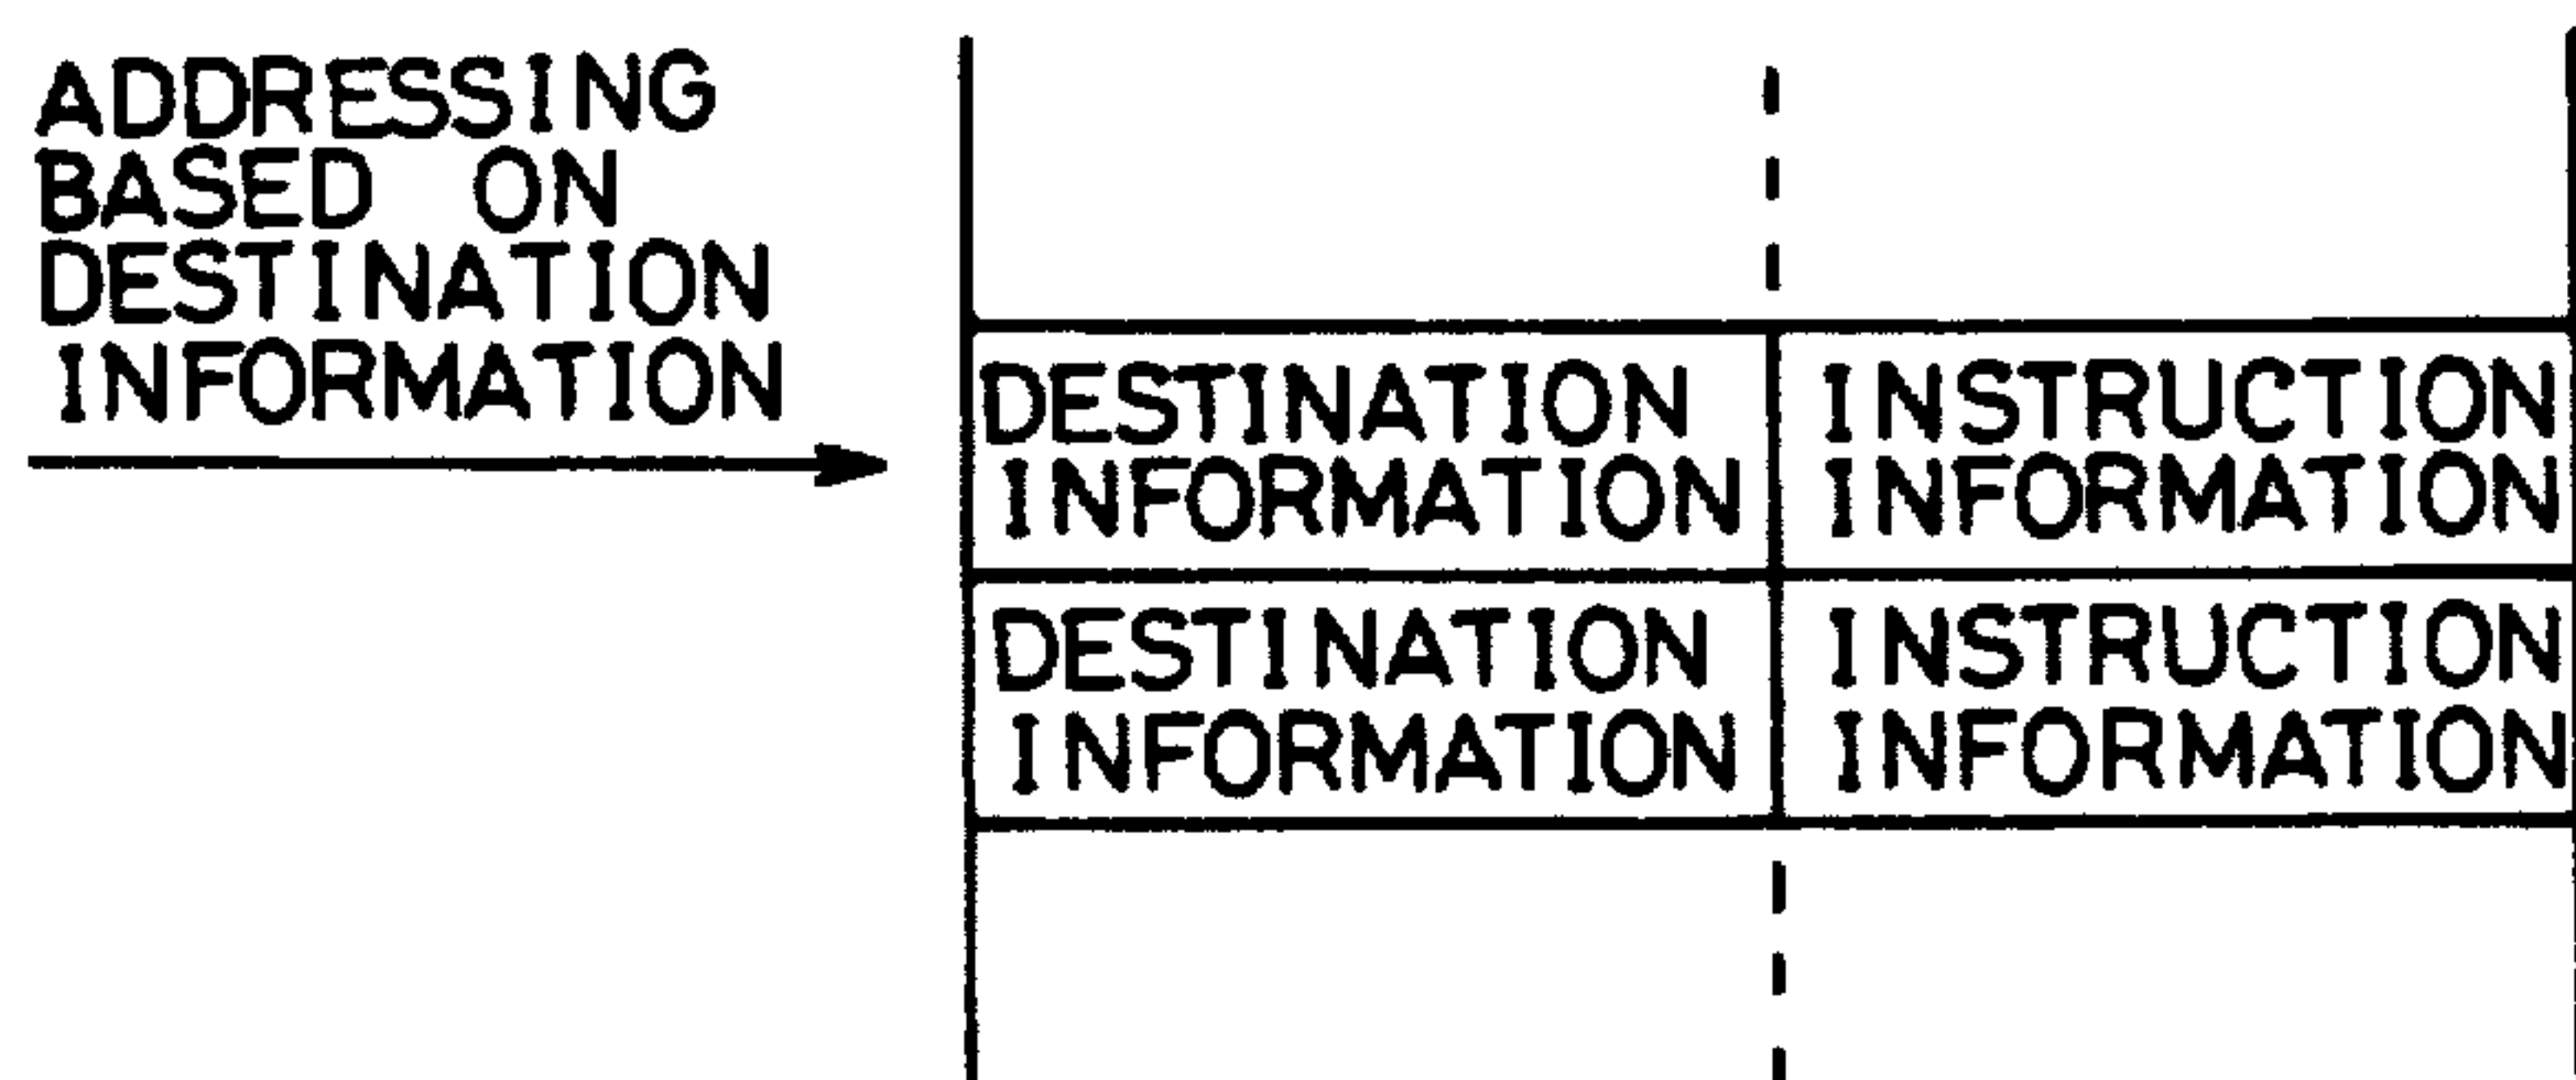 ADDRESSING
BASED ON
DESTINATION
INFORMATION
DESTINATION INSTRUCTION
INFORMATION INFORMATION
DESTINATION INSTRUCTION
INFORMATION INFORMATION